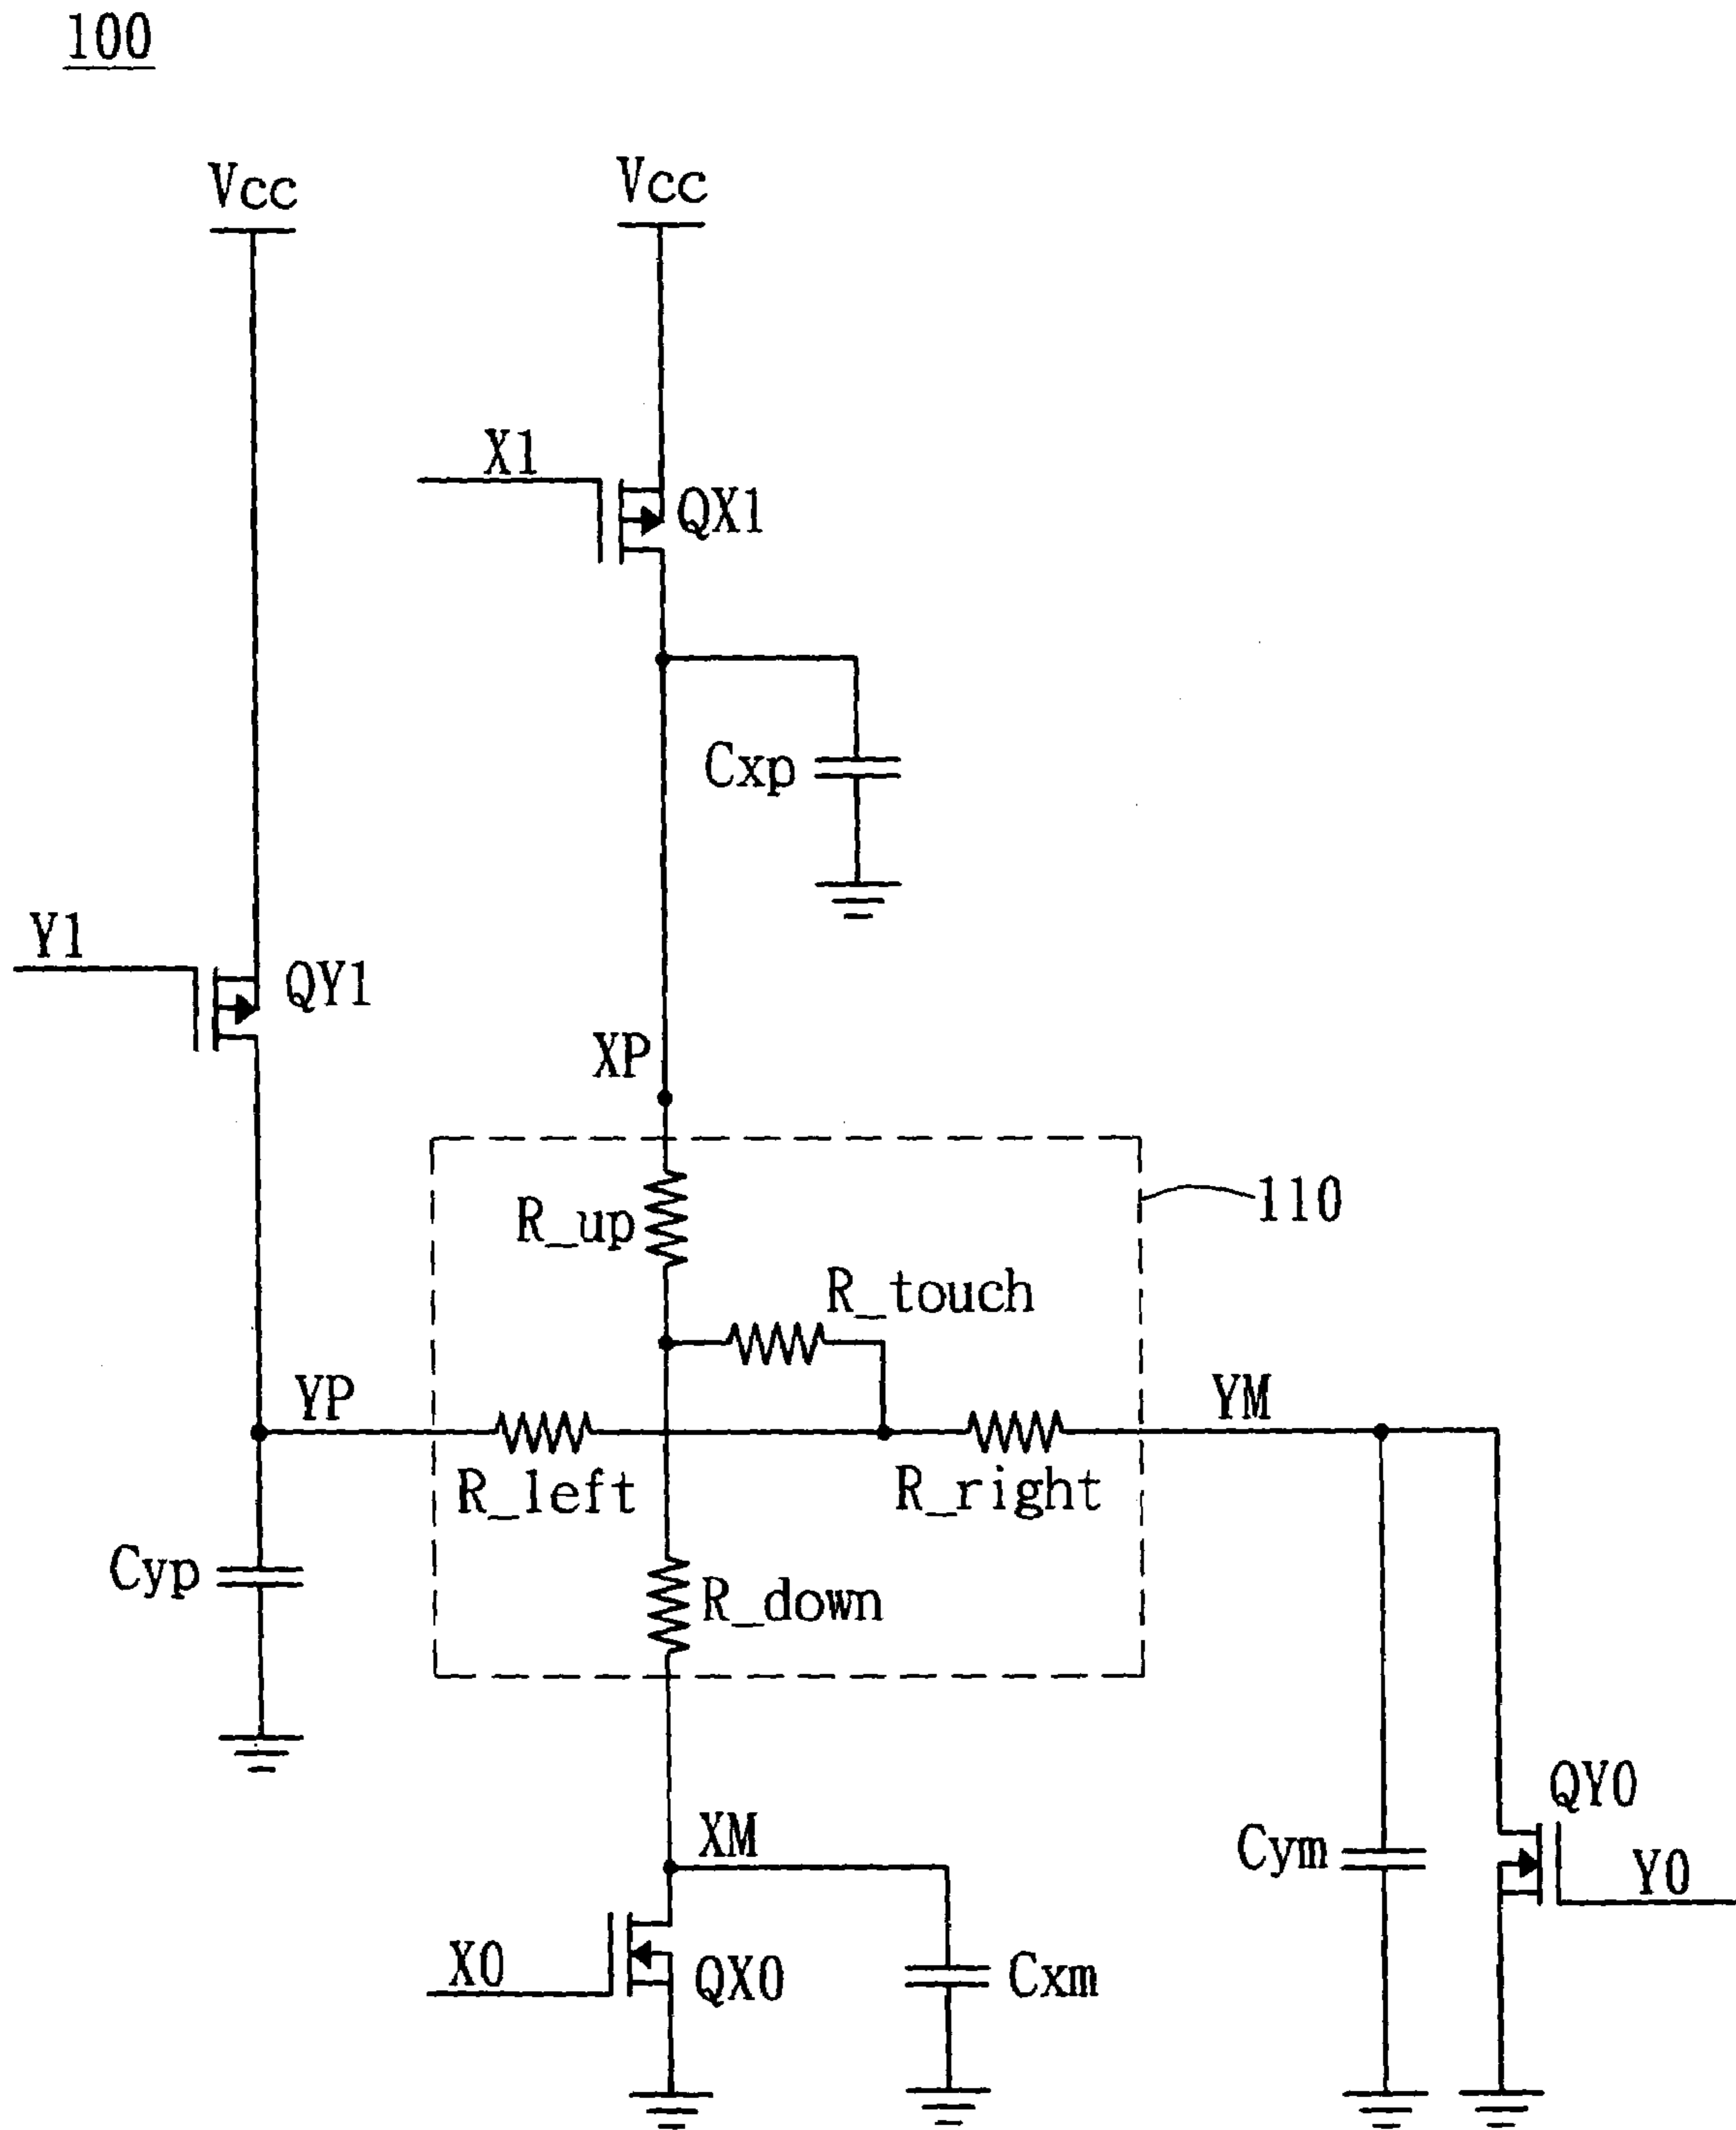 100
Vcc
Vcc
X1
QX1
Cxp
Y1
QY1
XP
110
R_up
R_touch
YP
YM
R_left
R_right
Cyp
R_down
QY0
XM
Cym
Y0
X0
QX0
Cxm